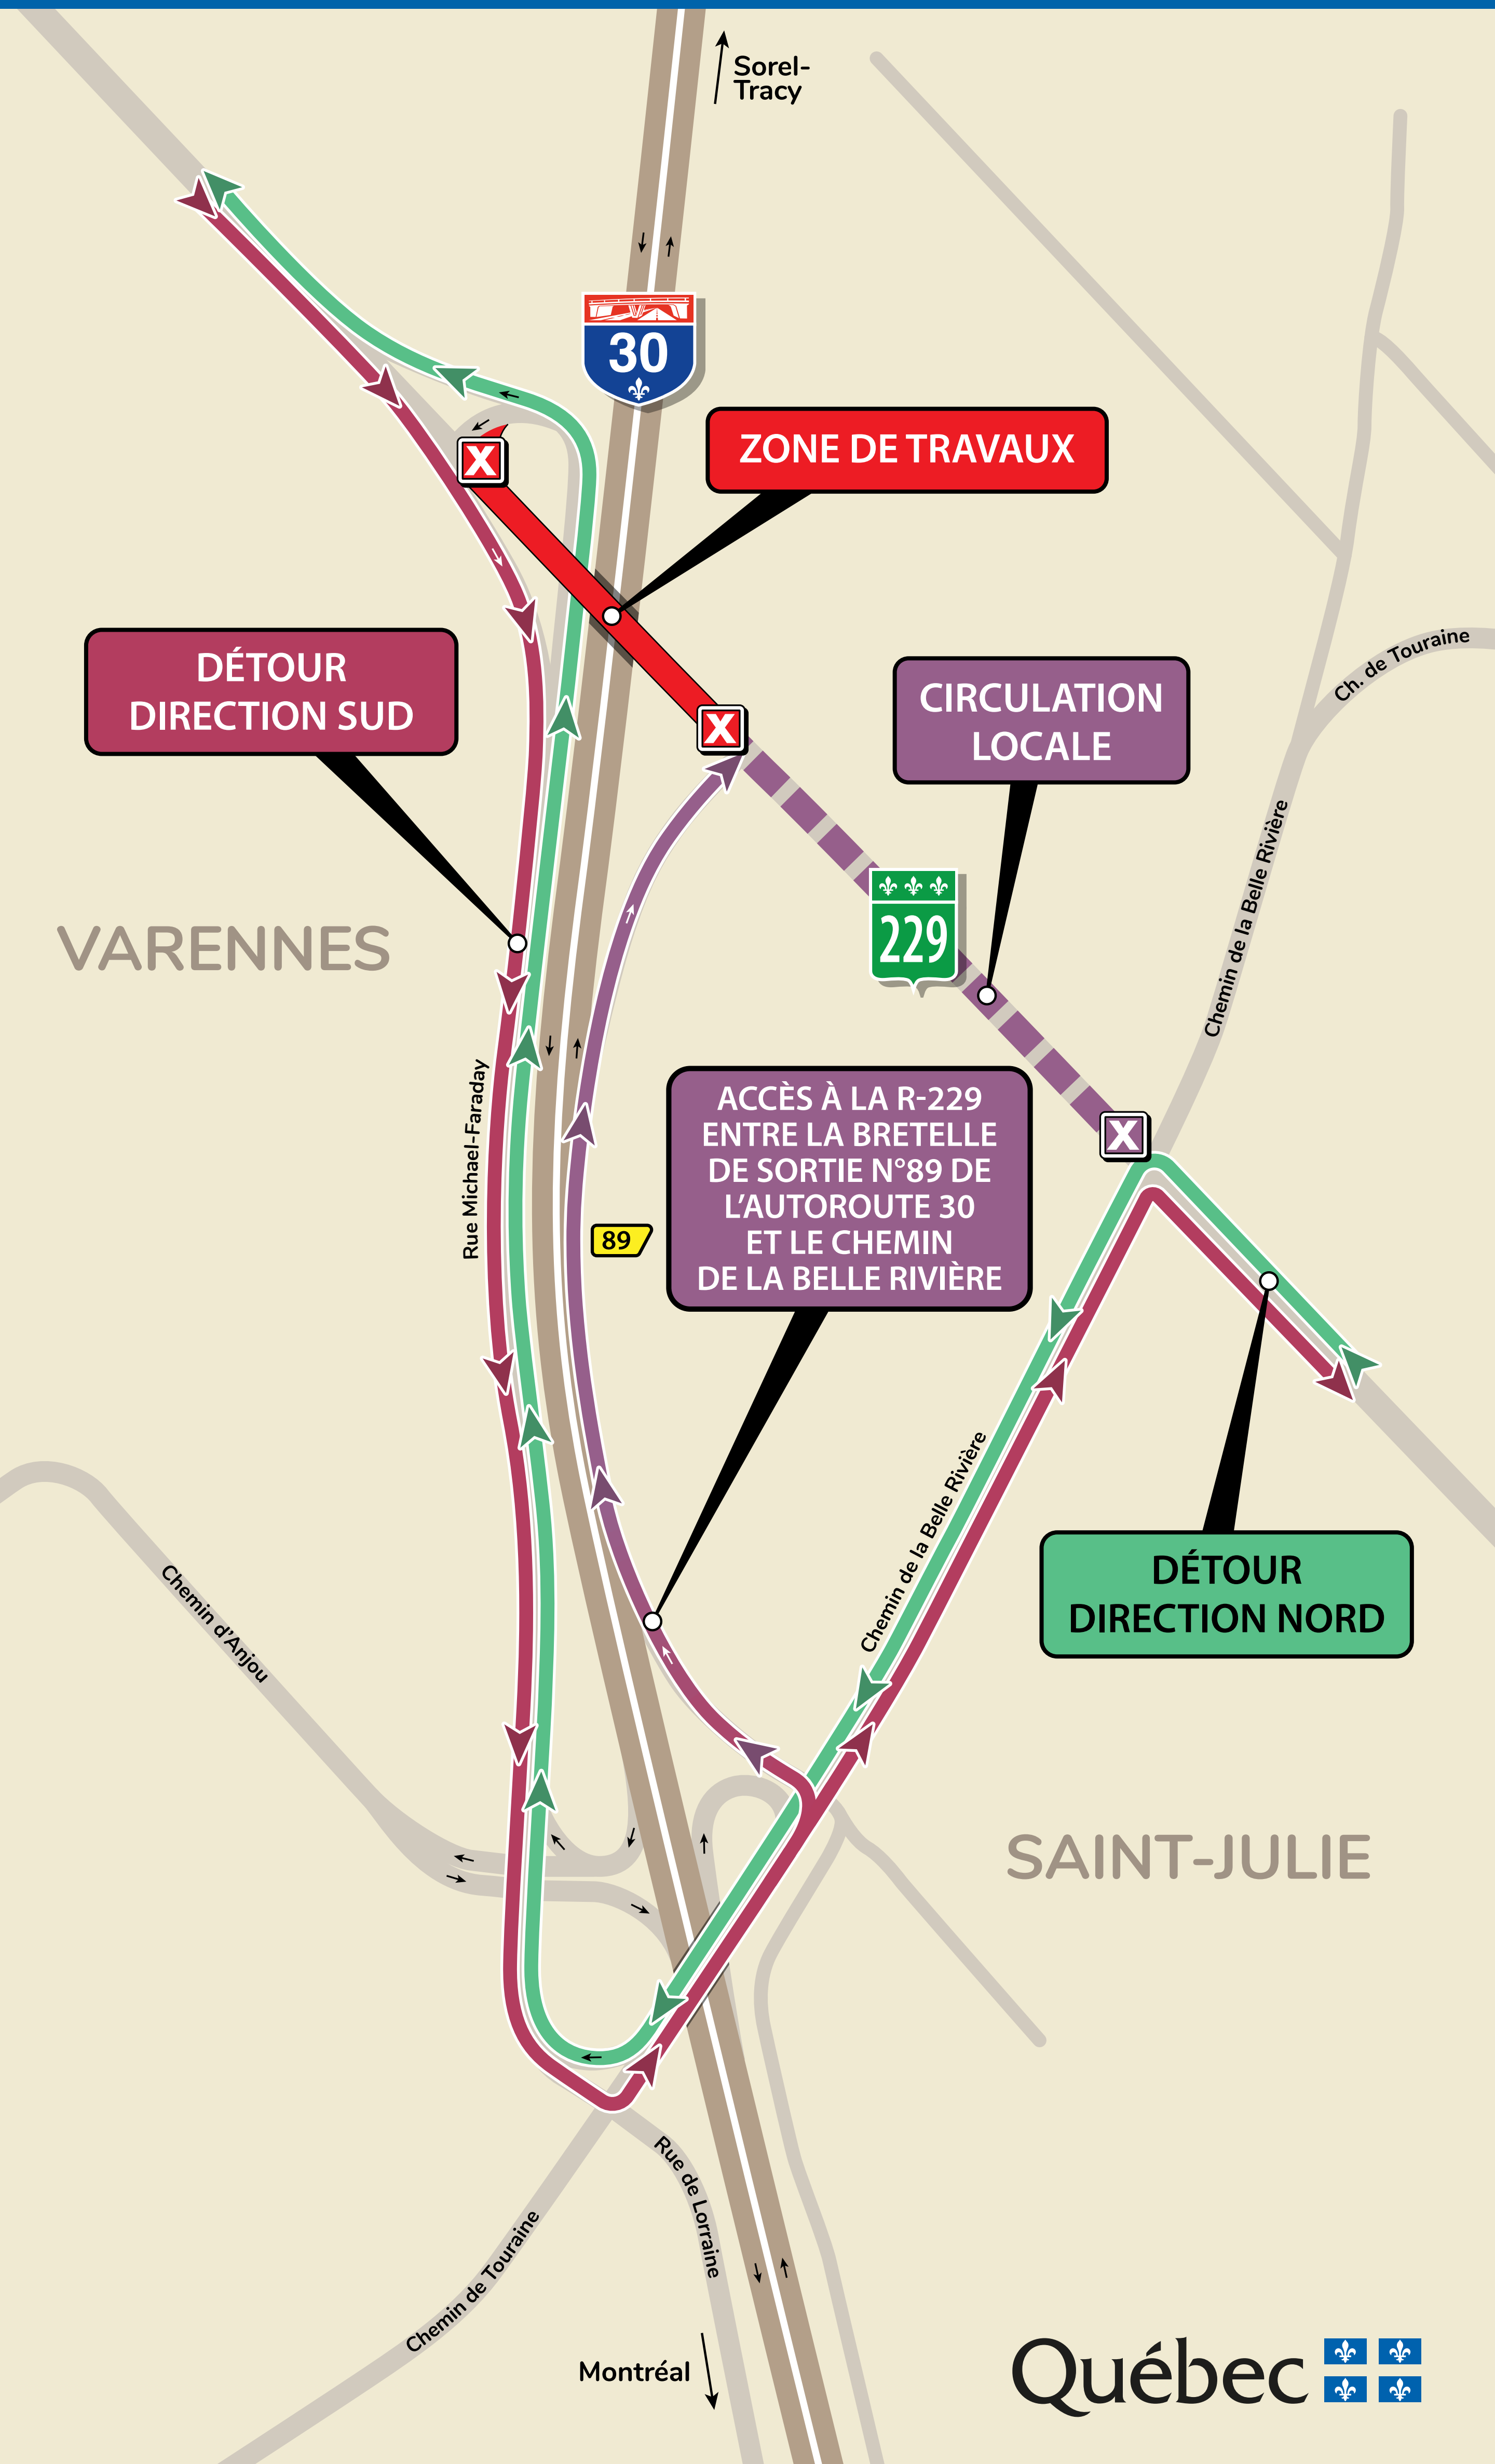 Sorel-
Tracy
30
ZONE DE TRAVAUX
X
DÉTOUR
DIRECTION SUD
X
CIRCULATION
LOCALE
Ch. de Touraine
Chemin de la Belle Rivière
229
VARENNES
Rue Michael-Faraday
ACCÈS À LA R-229
ENTRE LA BRETELLE
DE SORTIE N°89 DE
L'AUTOROUTE 30
ET LE CHEMIN
DE LA BELLE RIVIÈRE
X
89
Chemin de la Belle Rivière
DÉTOUR
DIRECTION NORD
Chemin d'Anjou
SAINT-JULIE
Rue de Lorraine
Chemin de Touraine
Montréal
Québec